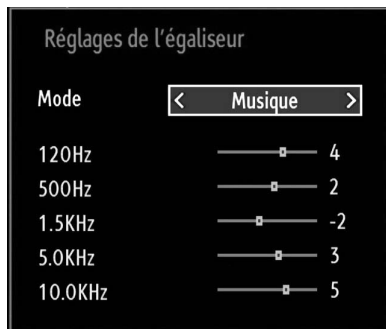 Réglages de l'égaliseur
Mode < Musique >
120Hz 4
500Hz 2
1.5KHz -2
5.0KHz 3
10.0KHz 5